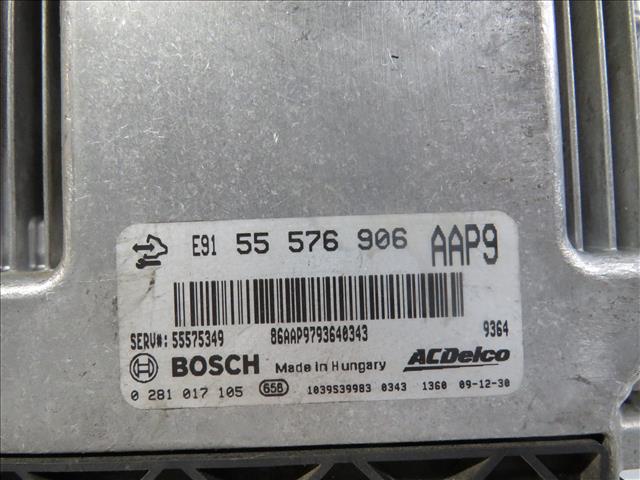 E91 55 576 906 AAP9
SERV#: 55575349 86AAP9793640343 9364
BOSCH Made in Hungary ACDelco
0 281 017 105 65B 1039S39983 0343 1360 09-12-30